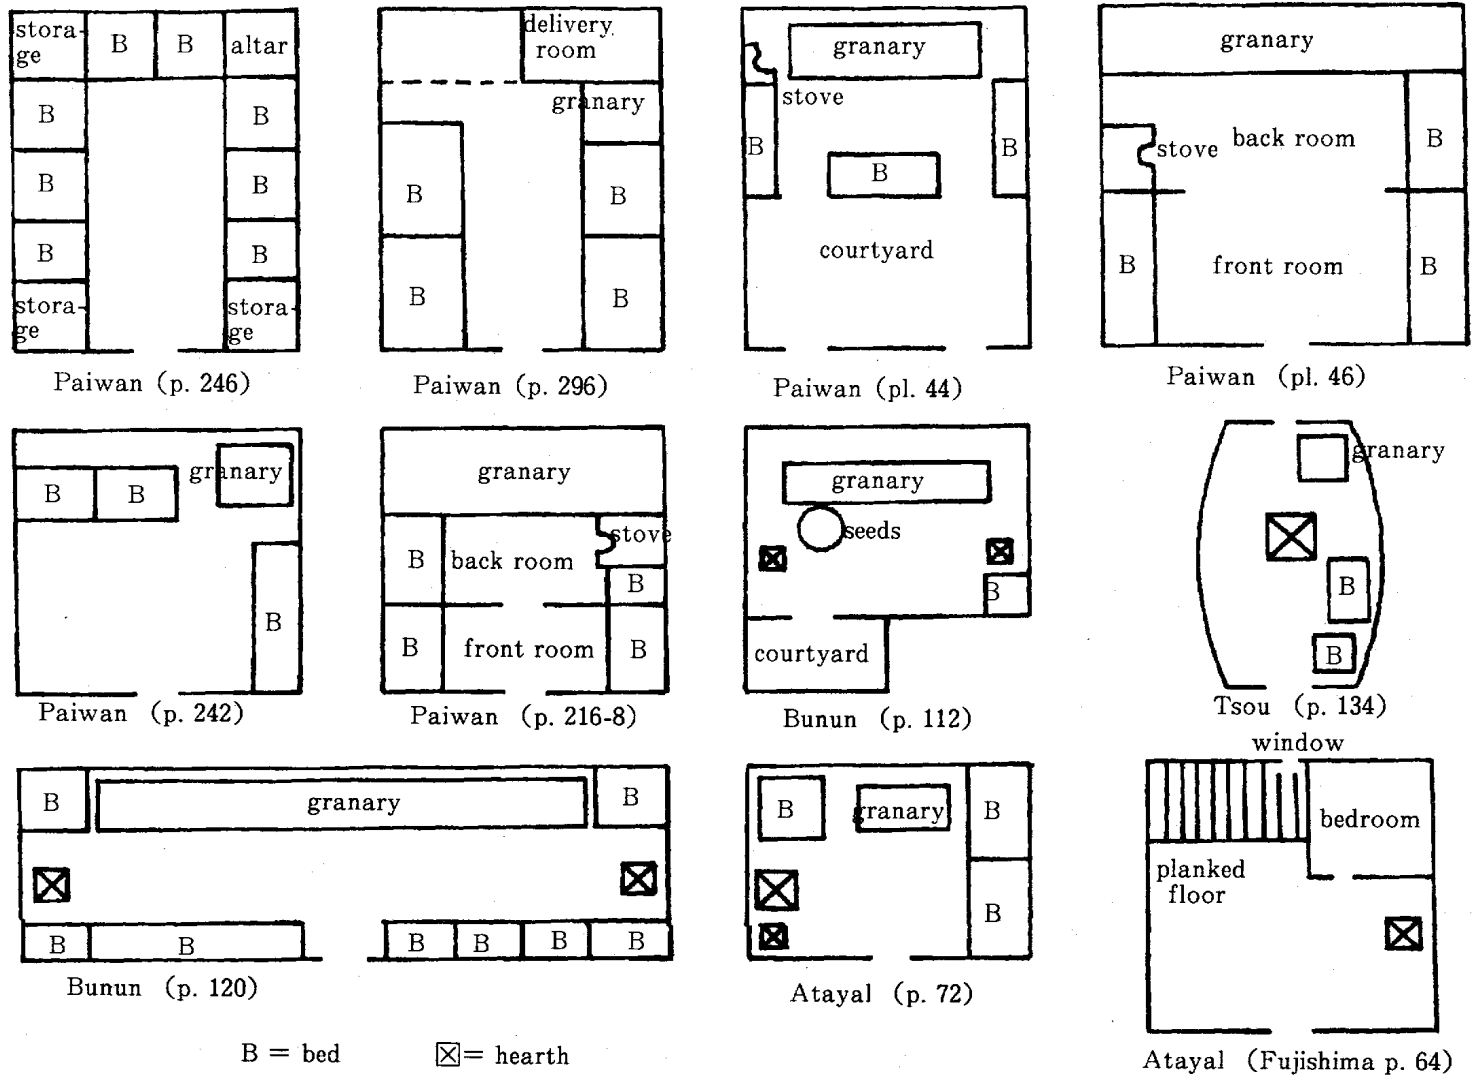 stora-
ge
B
B
altar
B
B
B
B
B
B
stora-
ge
stora-
ge
Paiwan (p. 246)
delivery
room
granary
B
B
B
B
Paiwan (p. 296)
granary
stove
B
B
B
courtyard
Paiwan (pl. 44)
granary
stove
back room
B
B
front room
B
Paiwan (pl. 46)
granary
B
B
B
Paiwan (p. 242)
granary
stove
B
back room
B
B
front room
B
Paiwan (p. 216-8)
granary
seeds
B
courtyard
Bunun (p. 112)
granary
B
B
Tsou (p. 134)
B
granary
B
B
B
B
B
B
B
Bunun (p. 120)
B
granary
B
B
Atayal (p. 72)
window
bedroom
planked
floor
Atayal (Fujishima p. 64)
B = bed
= hearth